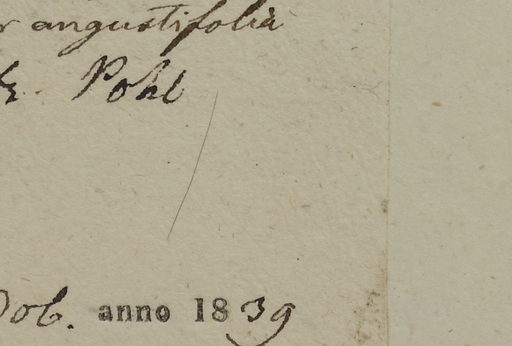 r angustifolia
Pohl
anno 1839